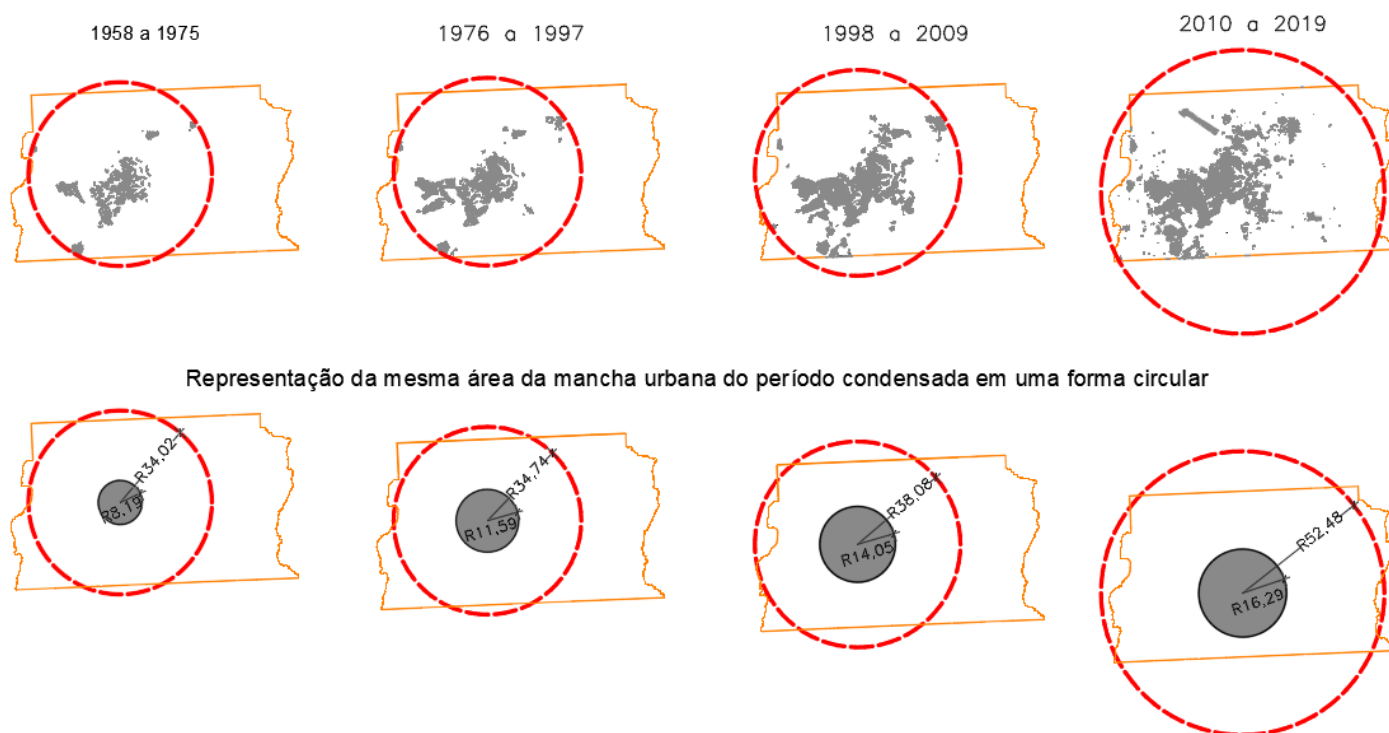 1958 a 1975
1976 a 1997
1998 a 2009
2010 a 2019
Representação da mesma área da mancha urbana do período condensada em uma forma circular
R34,02
R8,19
R34,74
R11,59
R38,08
R14,05
R52,48
R16,29